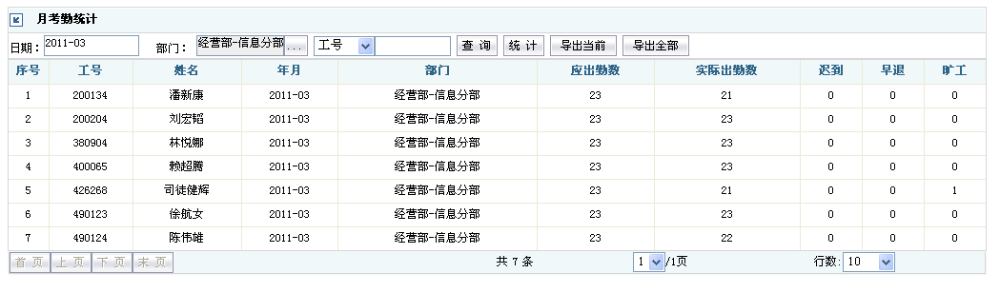 月考勤统计
日期: 2011-03 部门: 经营部-信息分部 ... 工号 查 询 统 计 导出当前 导出全部
序号 工号 姓名 年月 部门 应出勤数 实际出勤数 迟到 早退 旷工
1 200134 潘新康 2011-03 经营部-信息分部 23 21 0 0 0
2 200204 刘宏韬 2011-03 经营部-信息分部 23 23 0 0 0
3 380904 林悦娜 2011-03 经营部-信息分部 23 23 0 0 0
4 400065 赖超腾 2011-03 经营部-信息分部 23 23 0 0 0
5 426268 司徒健辉 2011-03 经营部-信息分部 23 21 0 0 1
6 490123 徐航女 2011-03 经营部-信息分部 23 23 0 0 0
7 490124 陈伟雄 2011-03 经营部-信息分部 23 22 0 0 0
首 页 上 页 下 页 末 页 共 7 条 1 /1页 行数: 10